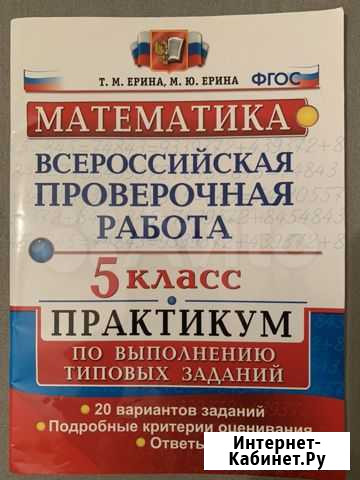 Т. М. ЕРИНА, М. Ю. ЕРИНА
ФГОС
МАТЕМАТИКА
ВСЕРОССИЙСКАЯ
ПРОВЕРОЧНАЯ
РАБОТА
5 КЛАСС
ПРАКТИКУМ
ПО ВЫПОЛНЕНИЮ
ТИПОВЫХ ЗАДАНИЙ
• 20 вариантов заданий
• Подробные критерии оценивания
• Ответы
Интернет-
Кабинет.Ру